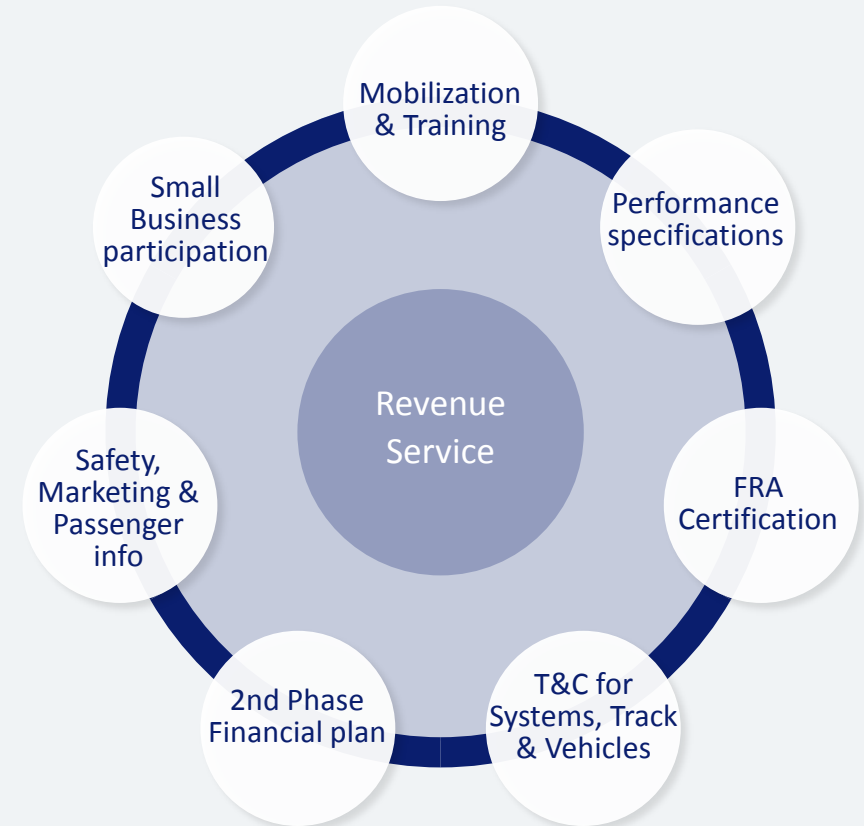 Mobilization
& Training
Performance
specifications
FRA
Certification
T&C for
Systems, Track
& Vehicles
2nd Phase
Financial plan
Safety,
Marketing &
Passenger
info
Small
Business
participation
Revenue
Service